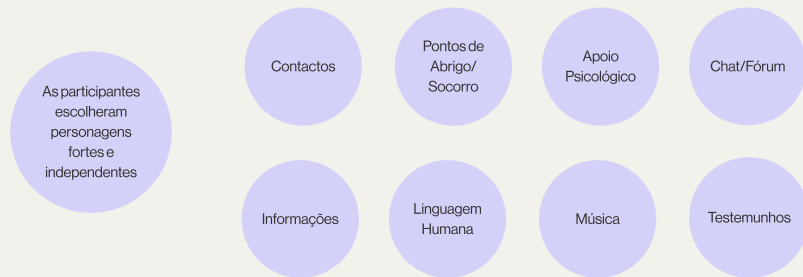 As participantes
escolheram
personagens
fortes e
independentes
Contactos
Pontos de
Abrigo/
Socorro
Apoio
Psicológico
Chat/Fórum
Informações
Linguagem
Humana
Música
Testemunhos